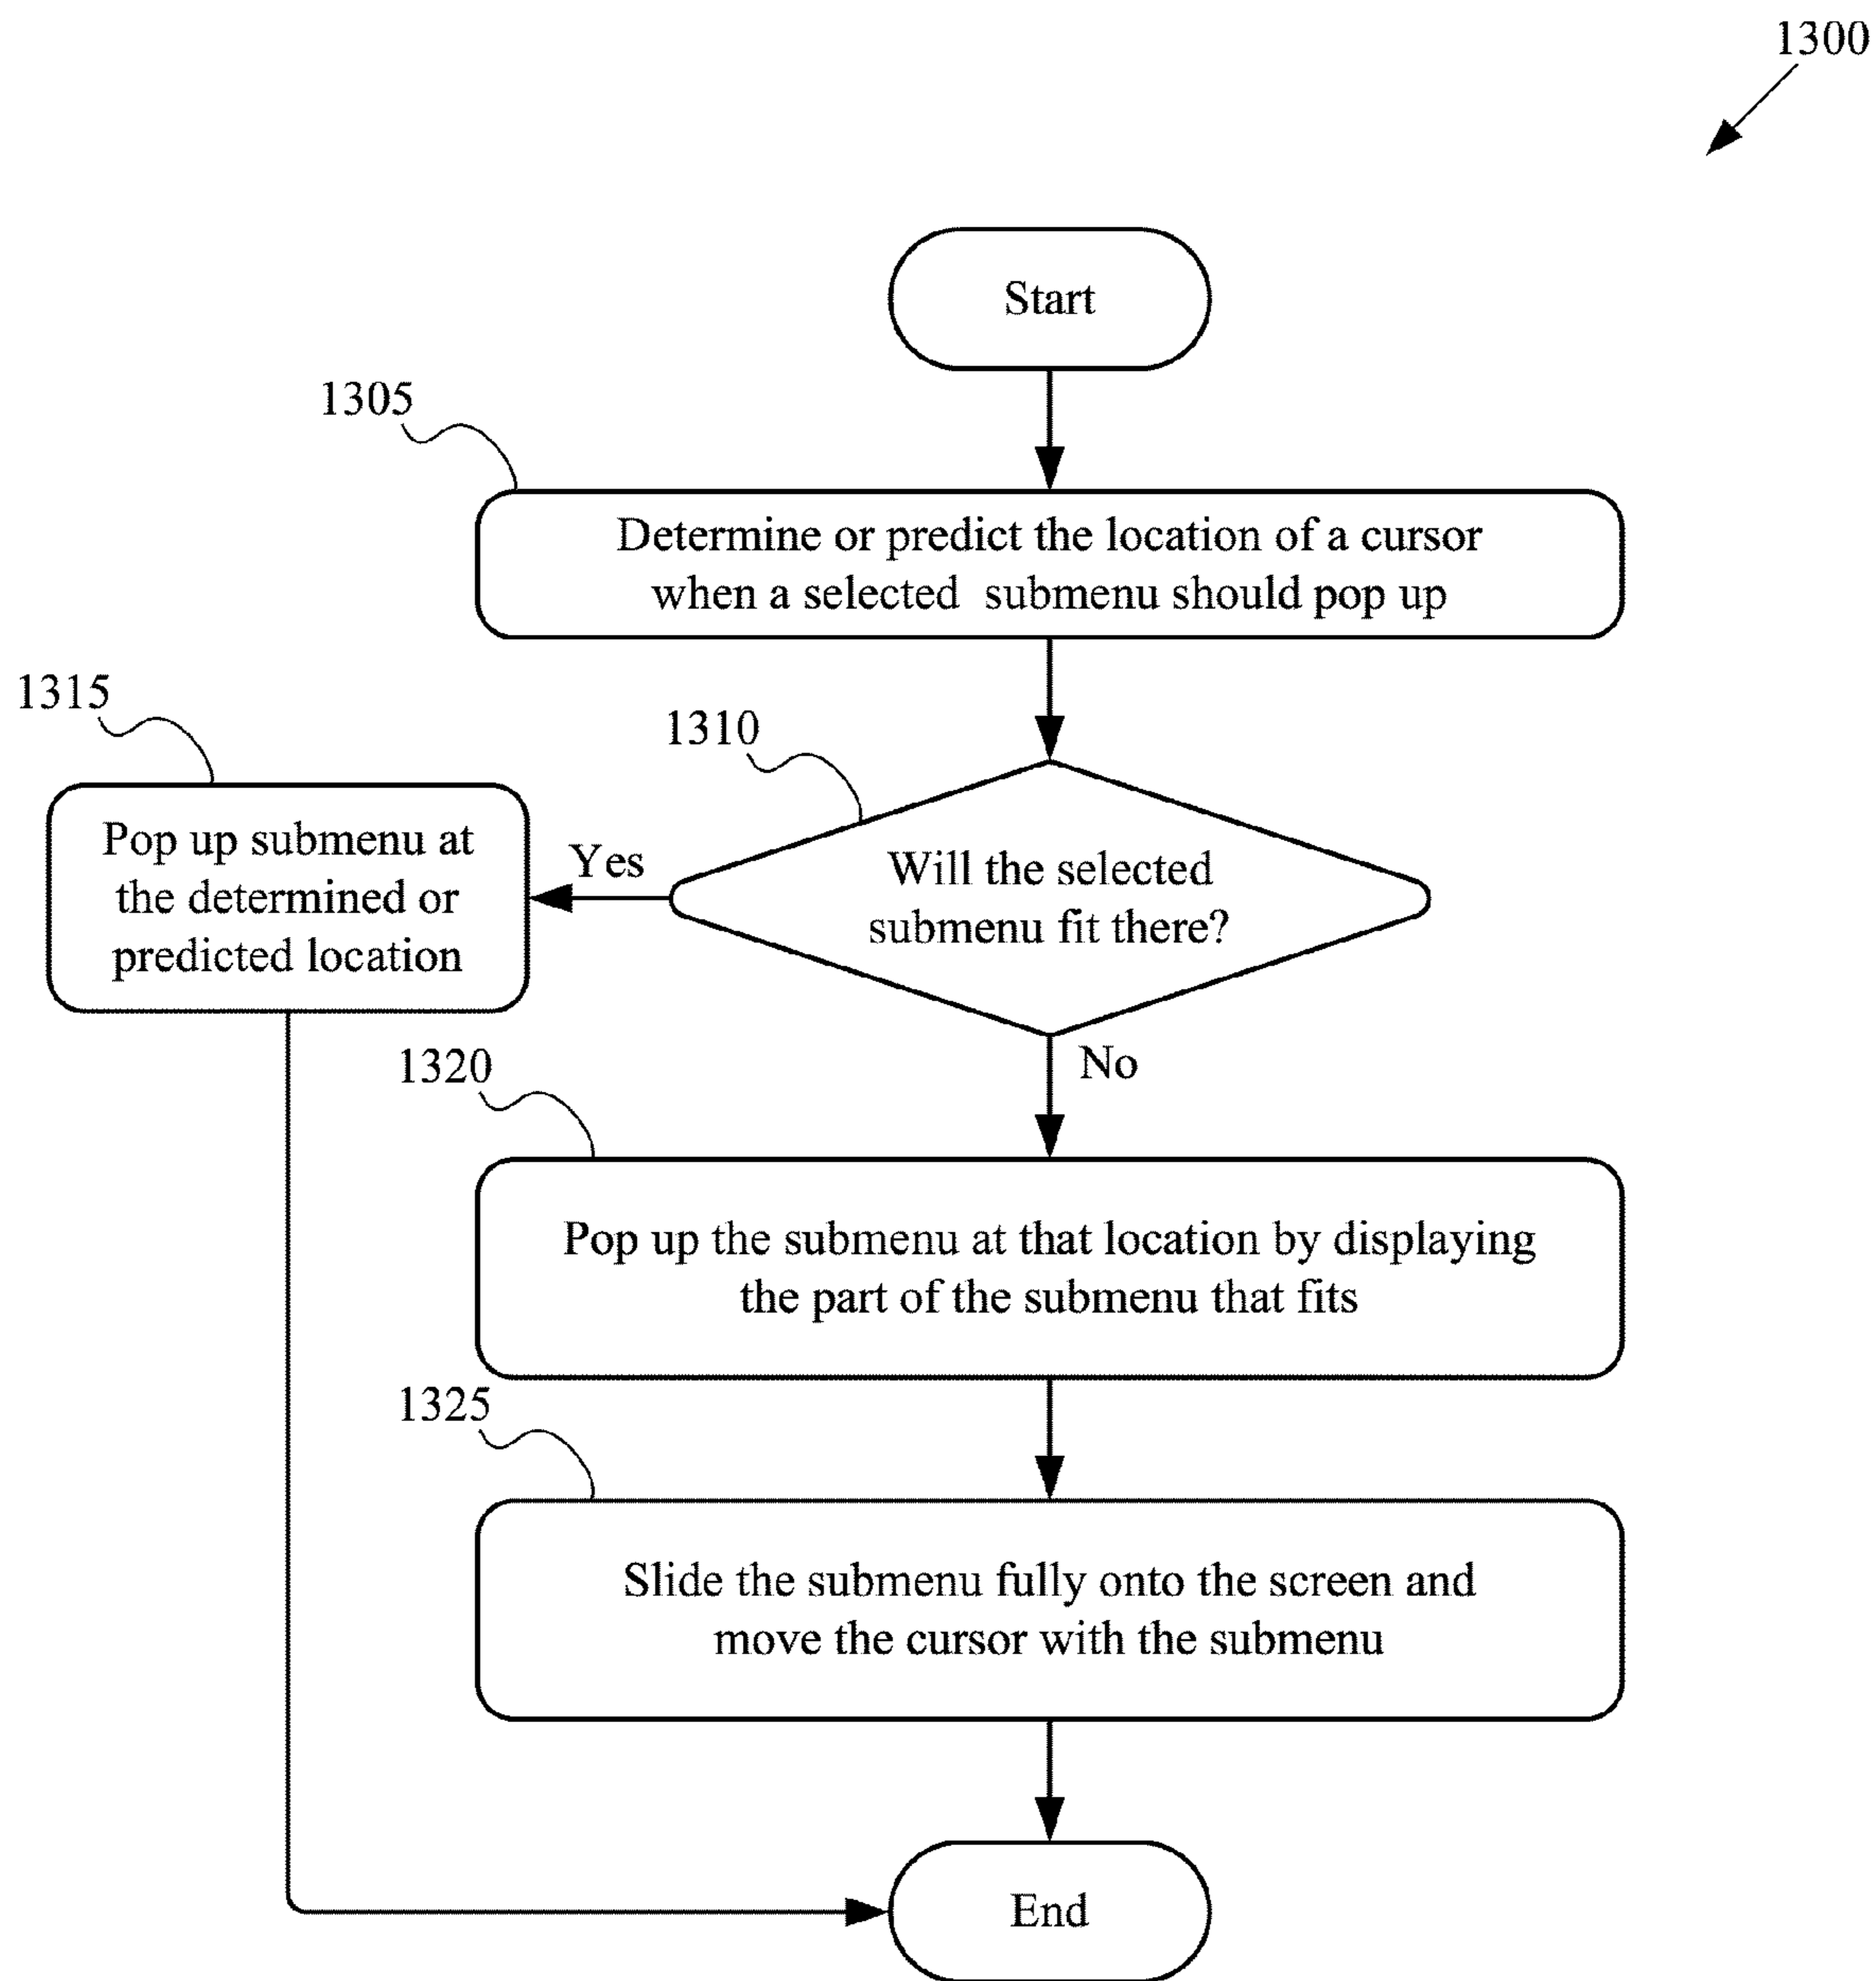 1300
Start
1305
Determine or predict the location of a cursor
when a selected submenu should pop up
1315
1310
Pop up submenu at
the determined or
predicted location
Yes
Will the selected
submenu fit there?
No
1320
Pop up the submenu at that location by displaying
the part of the submenu that fits
1325
Slide the submenu fully onto the screen and
move the cursor with the submenu
End